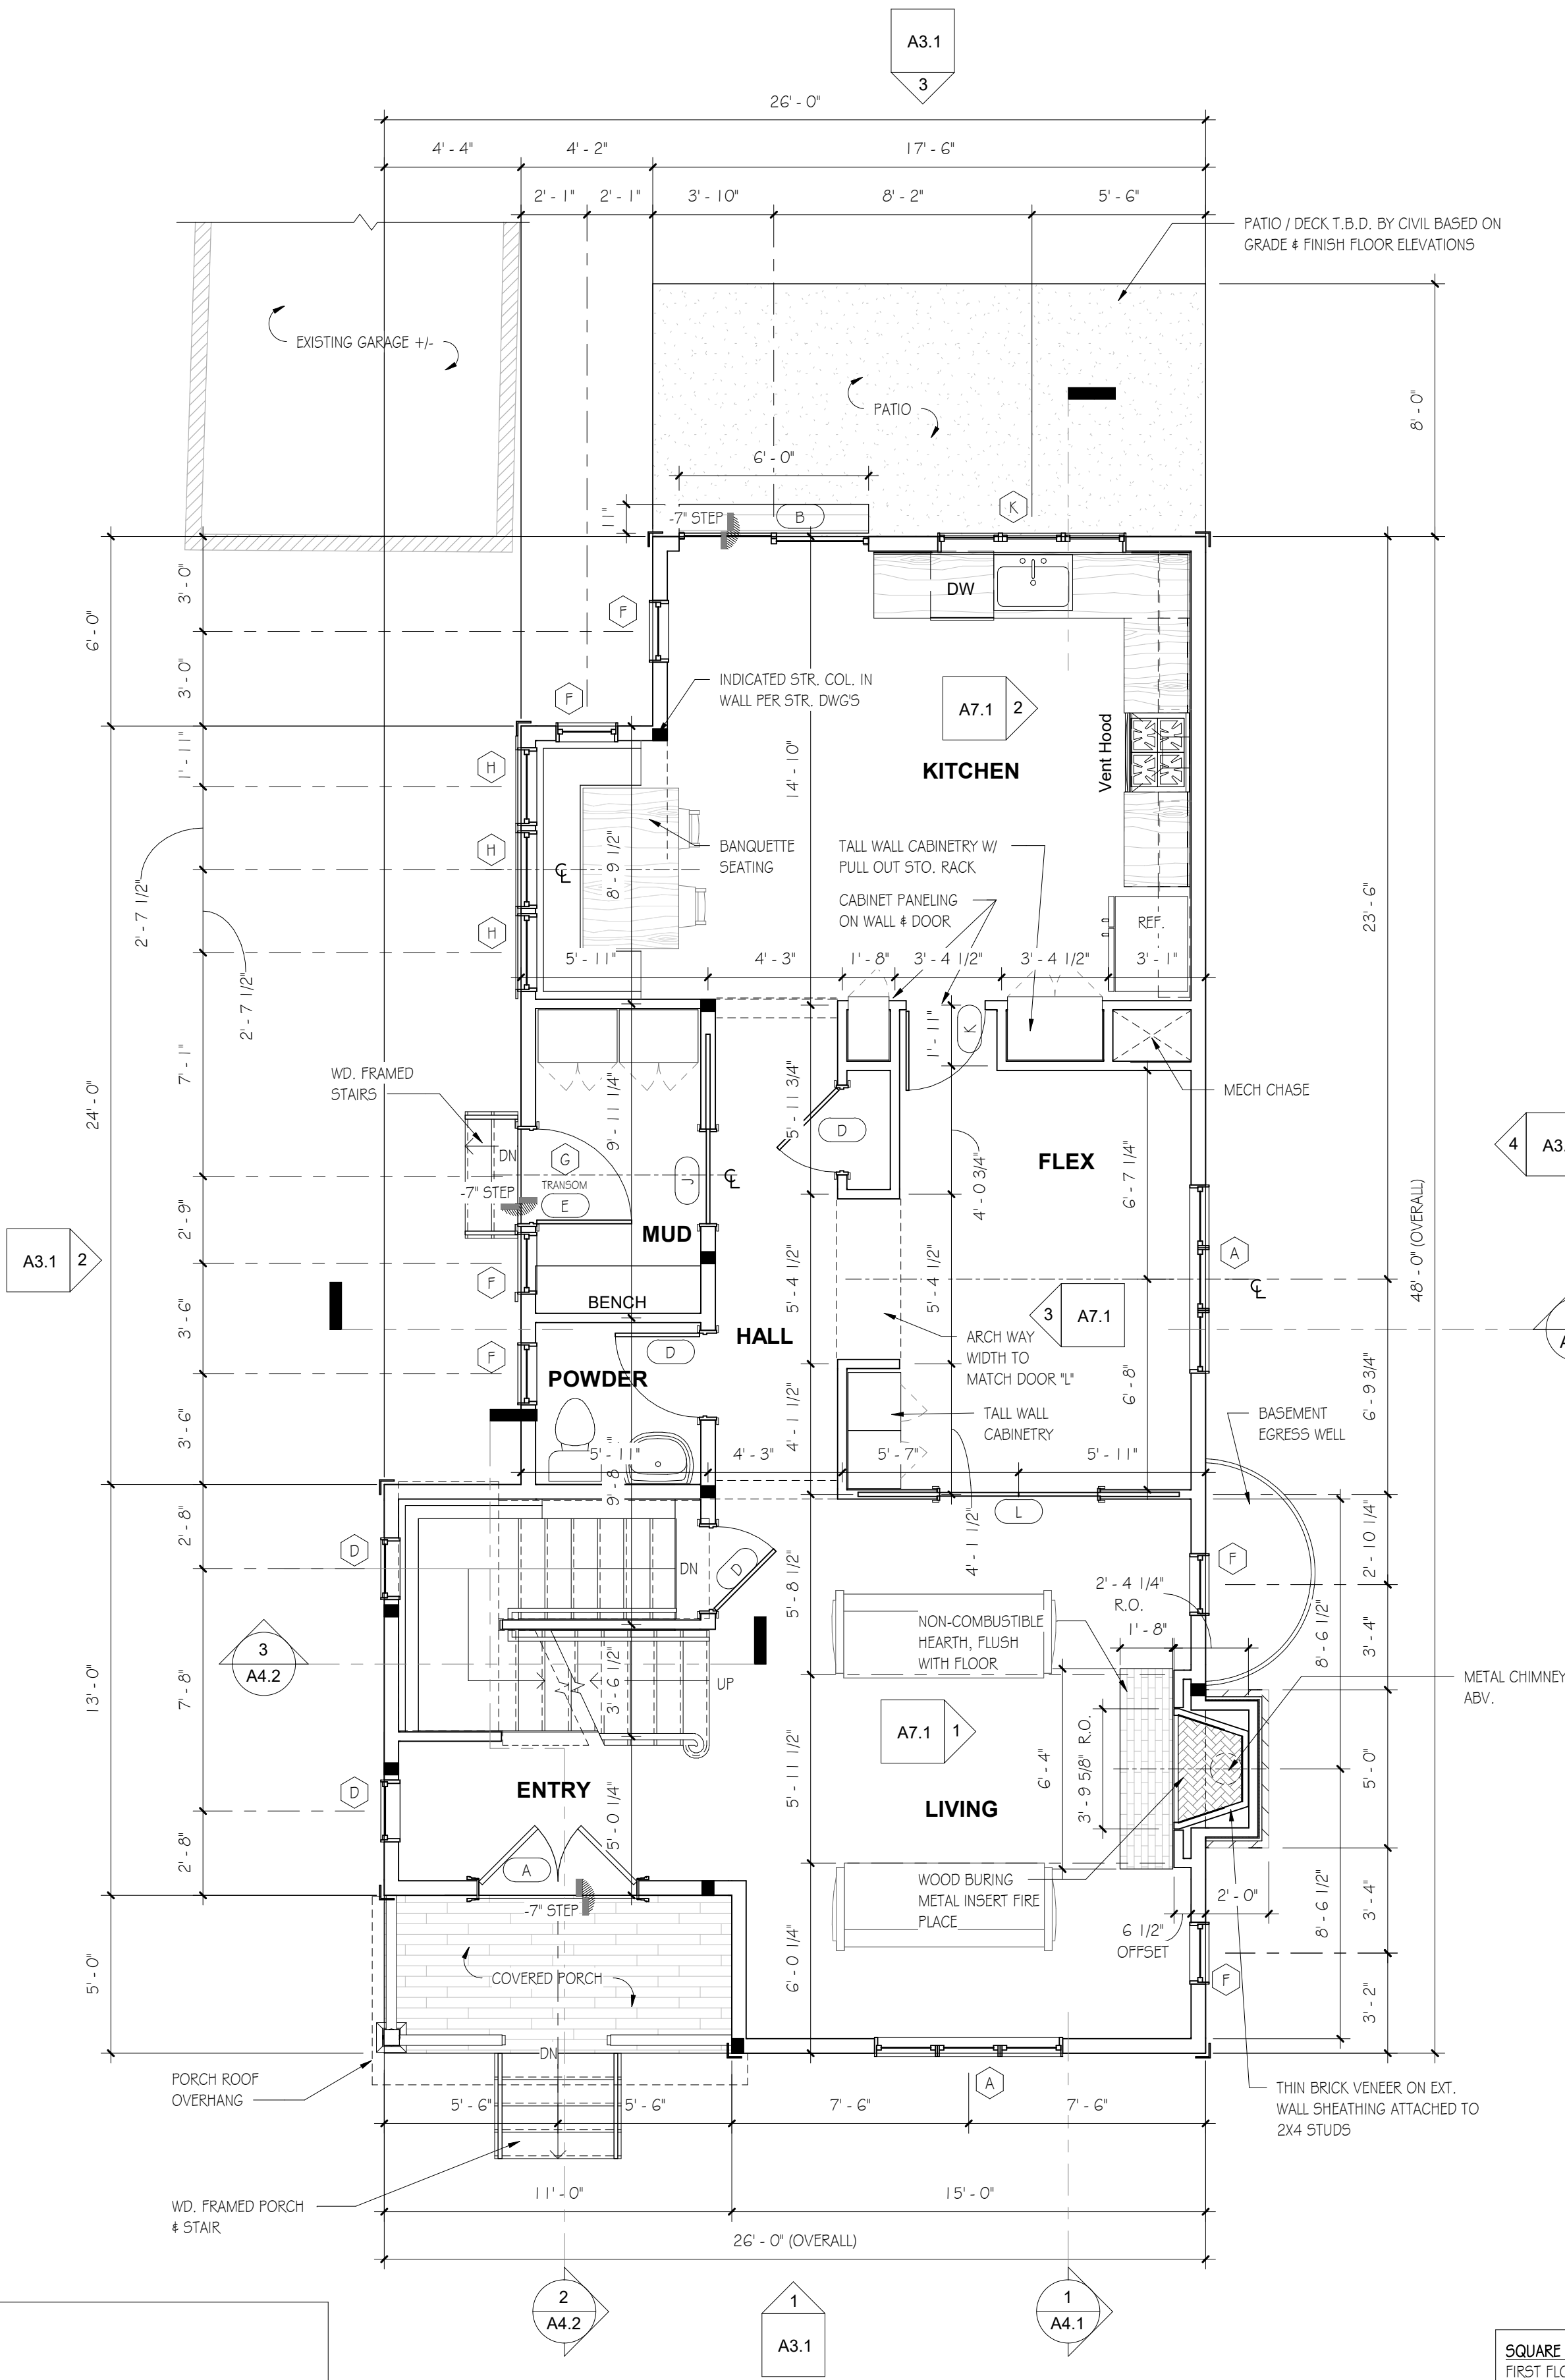 A3.1
3
26' - 0"
4' - 4"
4' - 2"
17' - 6"
2' - 1"
2' - 1"
3' - 10"
8' - 2"
5' - 6"
PATIO / DECK T.B.D. BY CIVIL BASED ON
GRADE & FINISH FLOOR ELEVATIONS
EXISTING GARAGE +/-
PATIO
8' - 0"
6' - 0"
11"
-7" STEP
B
K
3' - 0"
6' - 0"
3' - 0"
F
DW
INDICATED STR. COL. IN
WALL PER STR. DWG'S
F
A7.1
2
1' - 11"
H
14' - 10"
KITCHEN
Vent Hood
H
8' - 9 1/2"
BANQUETTE
SEATING
TALL WALL CABINETRY W/
PULL OUT STO. RACK
CABINET PANELING
ON WALL & DOOR
2' - 7 1/2"
2' - 7 1/2"
H
REF.
23' - 6"
5' - 11"
4' - 3"
1' - 8"
3' - 4 1/2"
3' - 4 1/2"
3' - 1"
7' - 1"
24' - 0"
WD. FRAMED
STAIRS
9' - 11 1/4"
5' - 11 3/4"
1' - 11"
K
MECH CHASE
DN
G
TRANSOM
E
-7" STEP
J
D
FLEX
4' - 0 3/4"
6' - 7 1/4"
4
A3.
2' - 9"
MUD
48' - 0" (OVERALL)
A3.1
2
F
A
3' - 6"
BENCH
HALL
5' - 4 1/2"
5' - 4 1/2"
3
A7.1
ARCH WAY
WIDTH TO
MATCH DOOR "L"
A
F
D
POWDER
6' - 8"
6' - 9 3/4"
3' - 6"
4' - 1 1/2"
TALL WALL
CABINETRY
BASEMENT
EGRESS WELL
5' - 11"
4' - 3"
5' - 7"
5' - 11"
9' - 8"
2' - 8"
L
4' - 1 1/2"
2' - 10 1/4"
D
DN
D
5' - 8 1/2"
F
2' - 4 1/4"
R.O.
NON-COMBUSTIBLE
HEARTH, FLUSH
WITH FLOOR
1' - 8"
8' - 6 1/2"
3' - 4"
3
A4.2
13' - 0"
7' - 8"
3' - 6 1/2"
UP
METAL CHIMNEY
ABV.
A7.1
1
5' - 11 1/2"
6' - 4"
3' - 9 5/8" R.O.
5' - 0"
D
ENTRY
LIVING
5' - 0 1/4"
2' - 8"
A
WOOD BURING
METAL INSERT FIRE
PLACE
2' - 0"
-7" STEP
6 1/2"
OFFSET
8' - 6 1/2"
3' - 4"
5' - 0"
COVERED PORCH
6' - 0 1/4"
F
3' - 2"
DN
PORCH ROOF
OVERHANG
5' - 6"
5' - 6"
7' - 6"
A
7' - 6"
THIN BRICK VENEER ON EXT.
WALL SHEATHING ATTACHED TO
2X4 STUDS
WD. FRAMED PORCH
& STAIR
11' - 0"
15' - 0"
26' - 0" (OVERALL)
2
A4.2
1
A3.1
1
A4.1
SQUARE
FIRST FLO